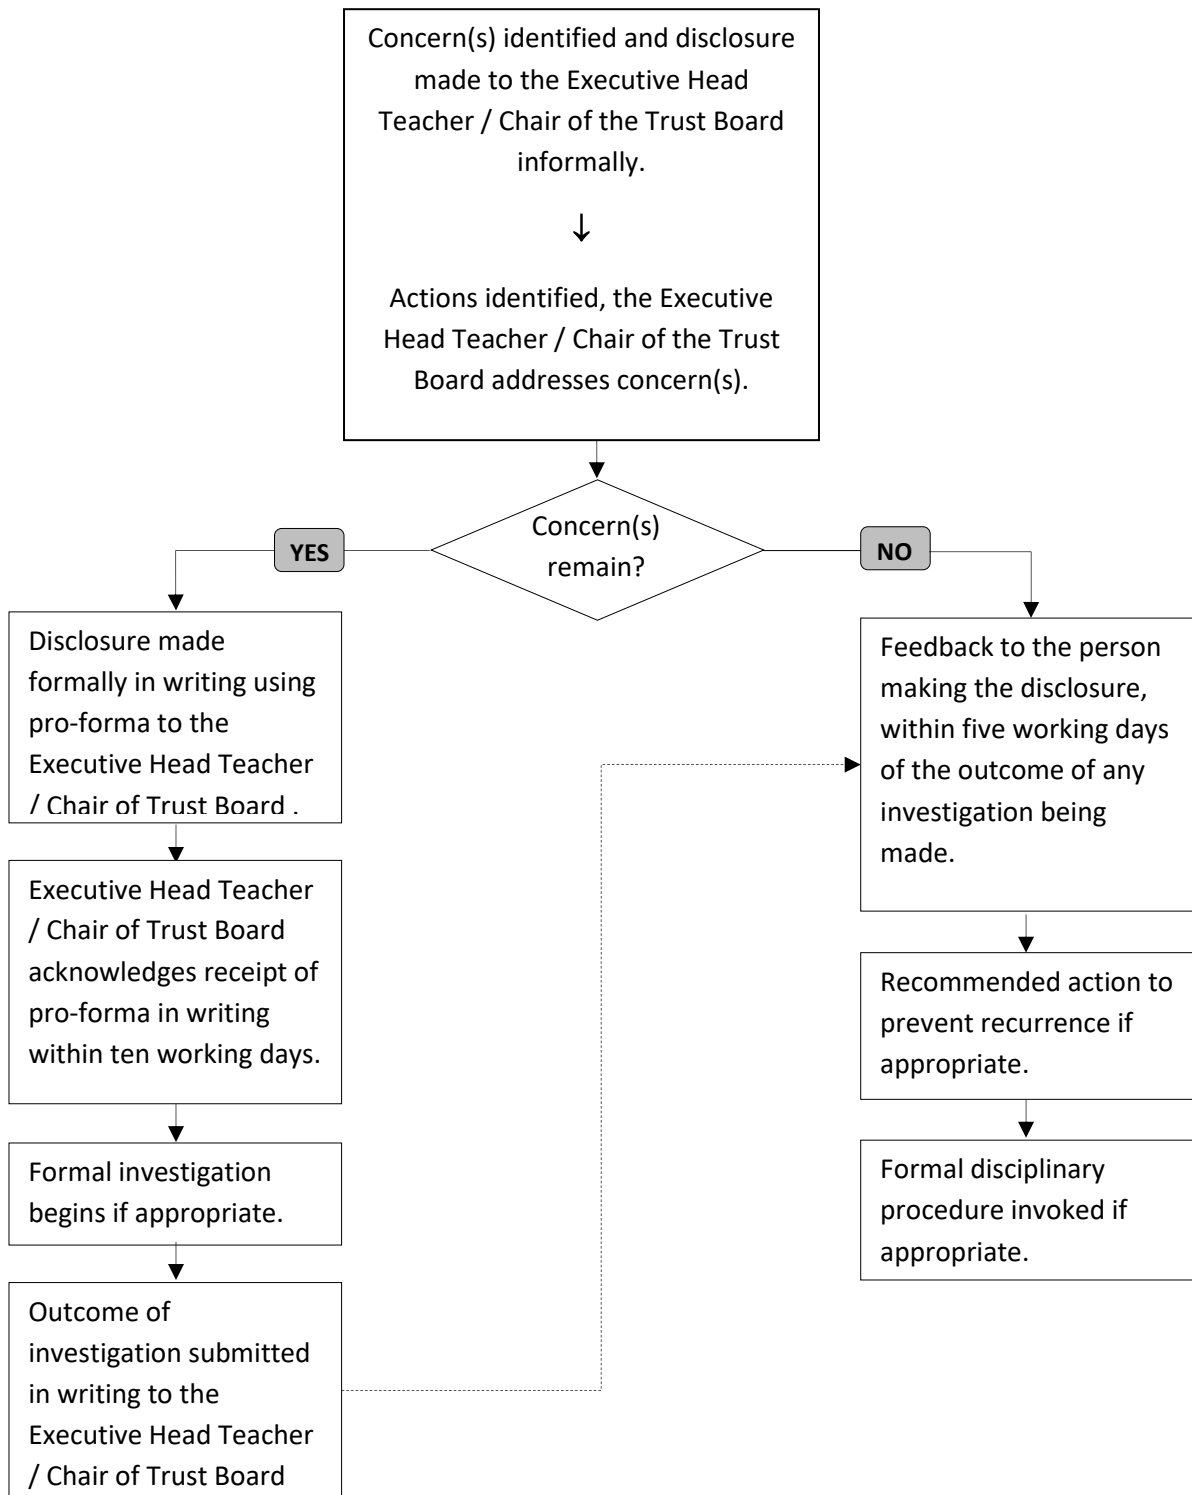 Concern(s) identified and disclosure
made to the Executive Head
Teacher / Chair of the Trust Board
informally.
↓
Actions identified, the Executive
Head Teacher / Chair of the Trust
Board addresses concern(s).
Concern(s)
remain?
YES
NO
Disclosure made
formally in writing using
pro-forma to the
Executive Head Teacher
/ Chair of Trust Board .
Executive Head Teacher
/ Chair of Trust Board
acknowledges receipt of
pro-forma in writing
within ten working days.
Formal investigation
begins if appropriate.
Outcome of
investigation submitted
in writing to the
Executive Head Teacher
/ Chair of Trust Board
Feedback to the person
making the disclosure,
within five working days
of the outcome of any
investigation being
made.
Recommended action to
prevent recurrence if
appropriate.
Formal disciplinary
procedure invoked if
appropriate.